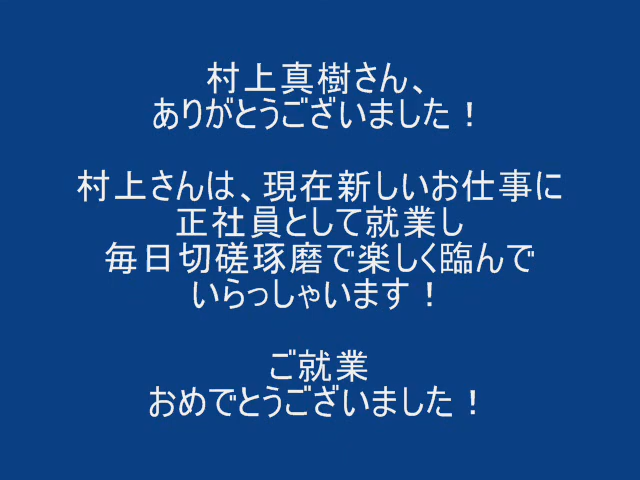 村上真樹さん、
ありがとうございました！
村上さんは、現在新しいお仕事に
正社員として就業し
毎日切磋琢磨で楽しく臨んで
いらっしゃいます！
ご就業
おめでとうございました！